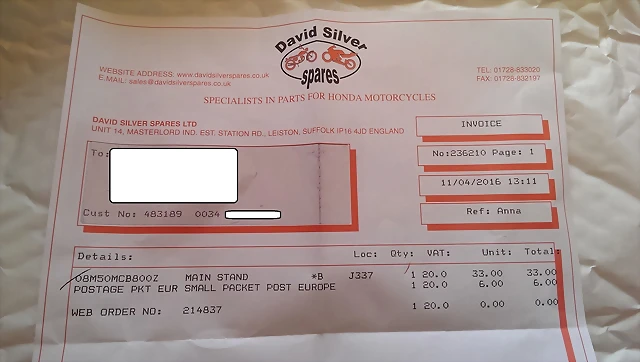 David Silver
spares
WEBSITE ADDRESS: www.davidsilverspares.co.uk
E.MAIL: sales@davidsilverspares.co.uk
TEL: 01728-833020
FAX: 01728-832197
SPECIALISTS IN PARTS FOR HONDA MOTORCYCLES
DAVID SILVER SPARES LTD
UNIT 14, MASTERLORD IND. EST. STATION RD., LEISTON, SUFFOLK IP16 4JD ENGLAND
INVOICE
To:
No:236210 Page: 1
11/04/2016 13:11
Cust No: 483189 0034
Ref: Anna
Details: Loc: Qty: VAT: Unit: Total:
08M50MCB800Z MAIN STAND *B J337 1 20.0 33.00 33.00
POSTAGE PKT EUR SMALL PACKET POST EUROPE 1 20.0 6.00 6.00
WEB ORDER NO: 214837 1 20.0 0.00 0.00